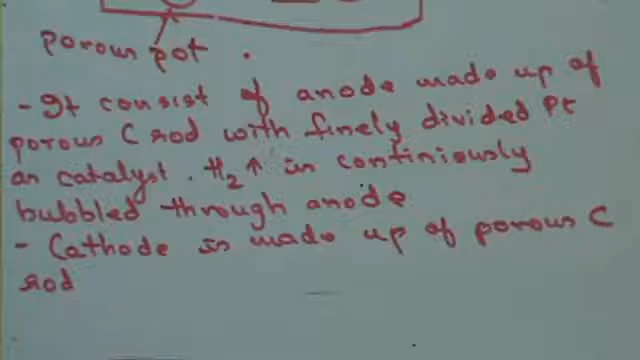 porous pot .
- It consist of anode made up of
porous C rod with finely divided Pt
as catalyst . H₂↑ is continiously
bubbled through anode
- Cathode is made up of porous C
rod